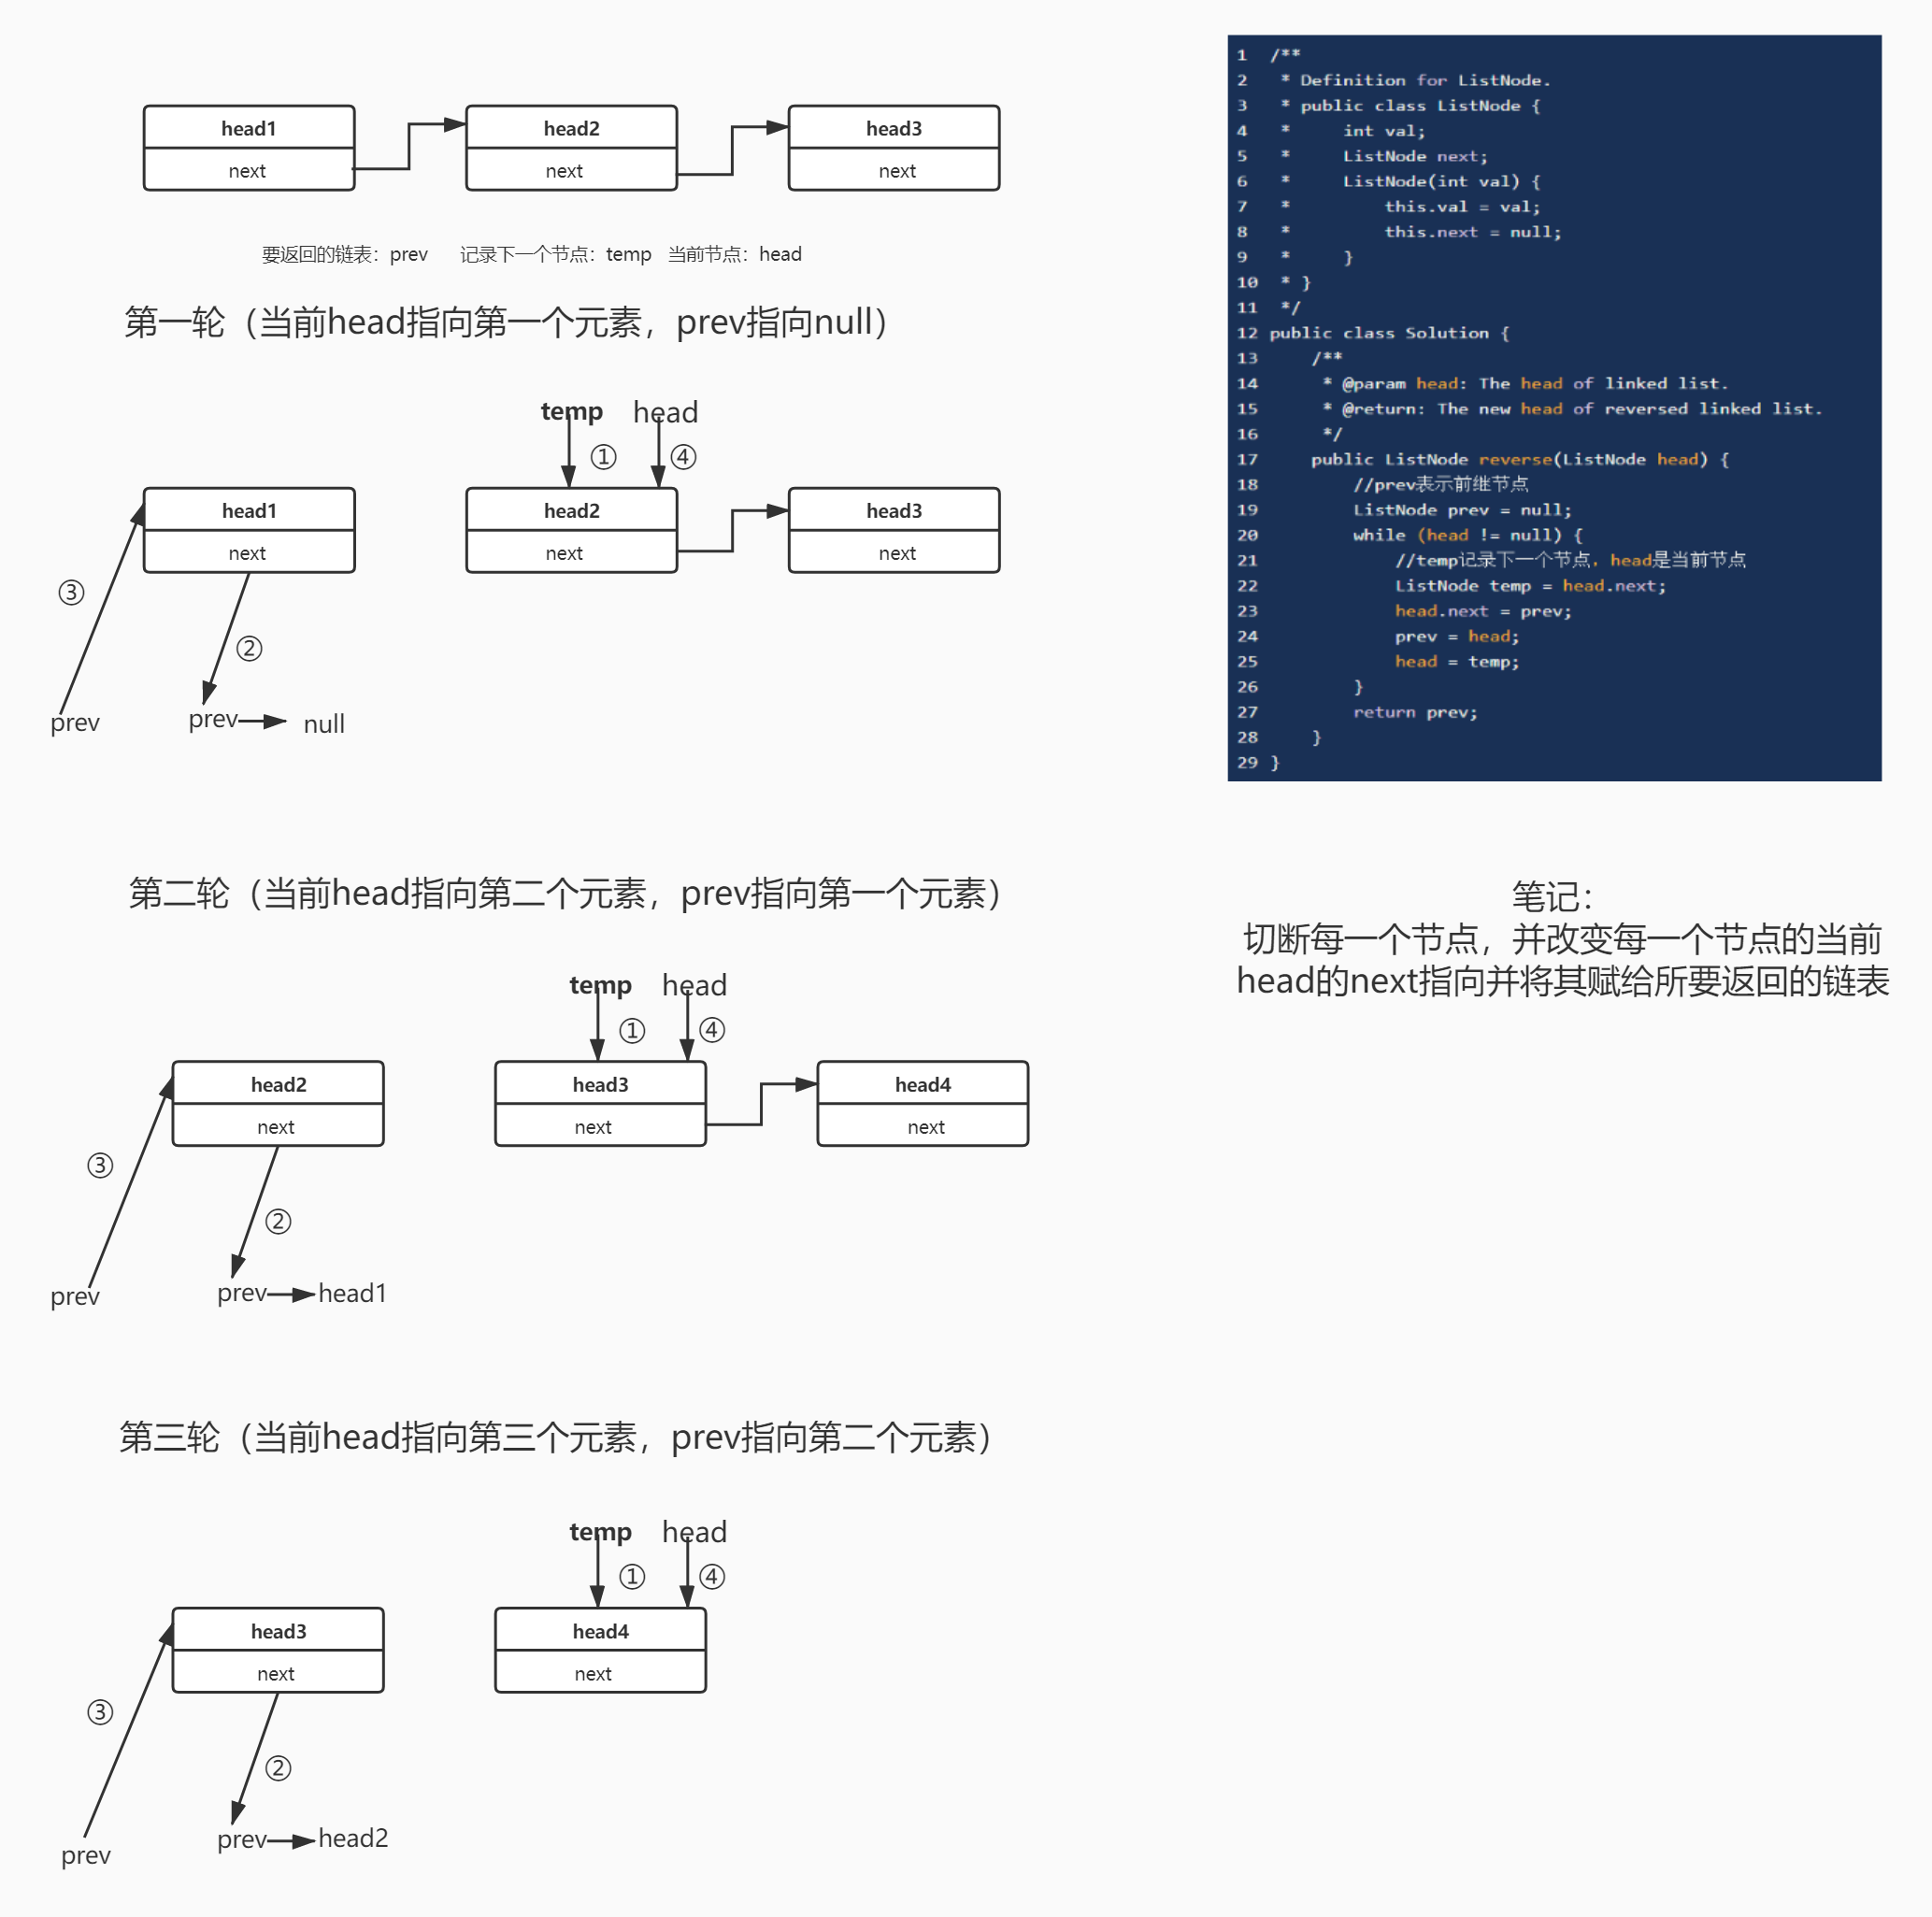 head1
next
head2
next
head3
next
要返回的链表：prev 记录下一个节点：temp 当前节点：head
第一轮（当前head指向第一个元素，prev指向null）
temp head
① ④
head1
next
head2
next
head3
next
③
②
prev
prev
null
第二轮（当前head指向第二个元素，prev指向第一个元素）
temp head
① ④
head2
next
head3
next
head4
next
③
②
prev
prev
head1
第三轮（当前head指向第三个元素，prev指向第二个元素）
temp head
① ④
head3
next
head4
next
③
②
prev
prev
head2
1 /**
2 * Definition for ListNode.
3 * public class ListNode {
4 * int val;
5 * ListNode next;
6 * ListNode(int val) {
7 * this.val = val;
8 * this.next = null;
9 * }
10 * }
11 */
12 public class Solution {
13 /**
14 * @param head: The head of linked list.
15 * @return: The new head of reversed linked list.
16 */
17 public ListNode reverse(ListNode head) {
18 //prev表示前继节点
19 ListNode prev = null;
20 while (head != null) {
21 //temp记录下一个节点，head是当前节点
22 ListNode temp = head.next;
23 head.next = prev;
24 prev = head;
25 head = temp;
26 }
27 return prev;
28 }
29 }
笔记：
切断每一个节点，并改变每一个节点的当前
head的next指向并将其赋给所要返回的链表